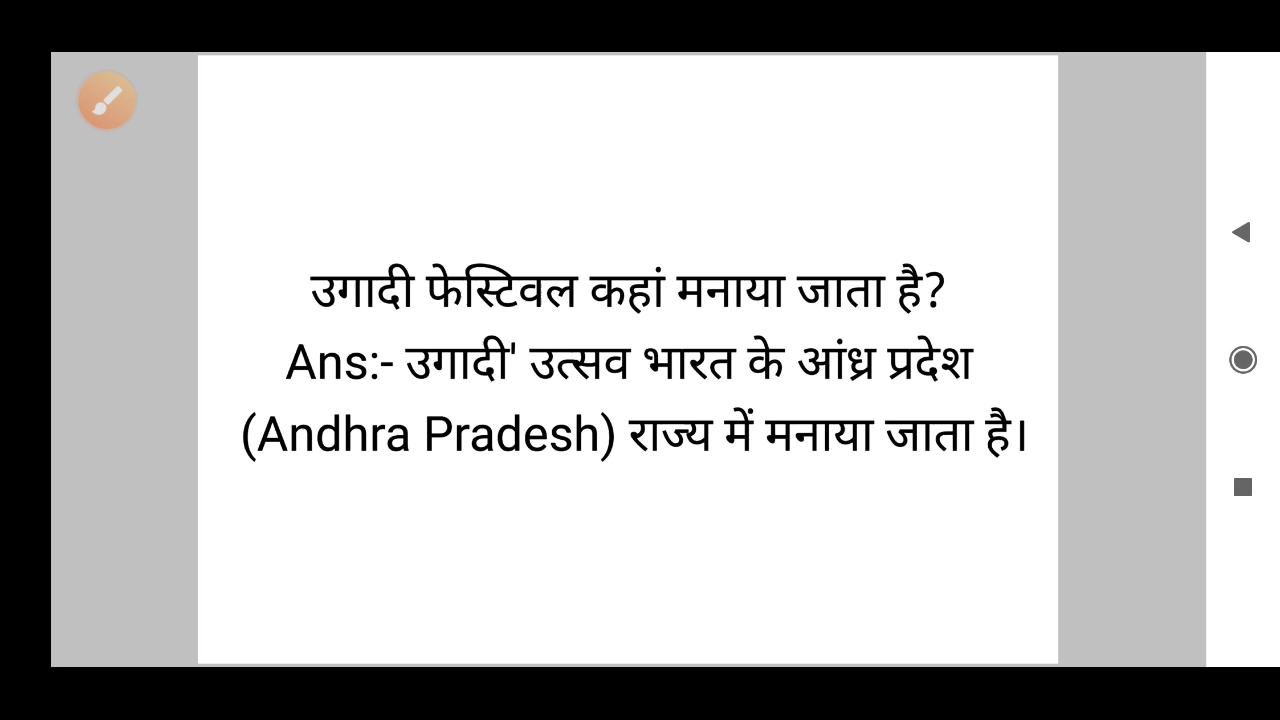 उगादी फेस्टिवल कहां मनाया जाता है?
Ans:- उगादी' उत्सव भारत के आंध्र प्रदेश
(Andhra Pradesh) राज्य में मनाया जाता है।